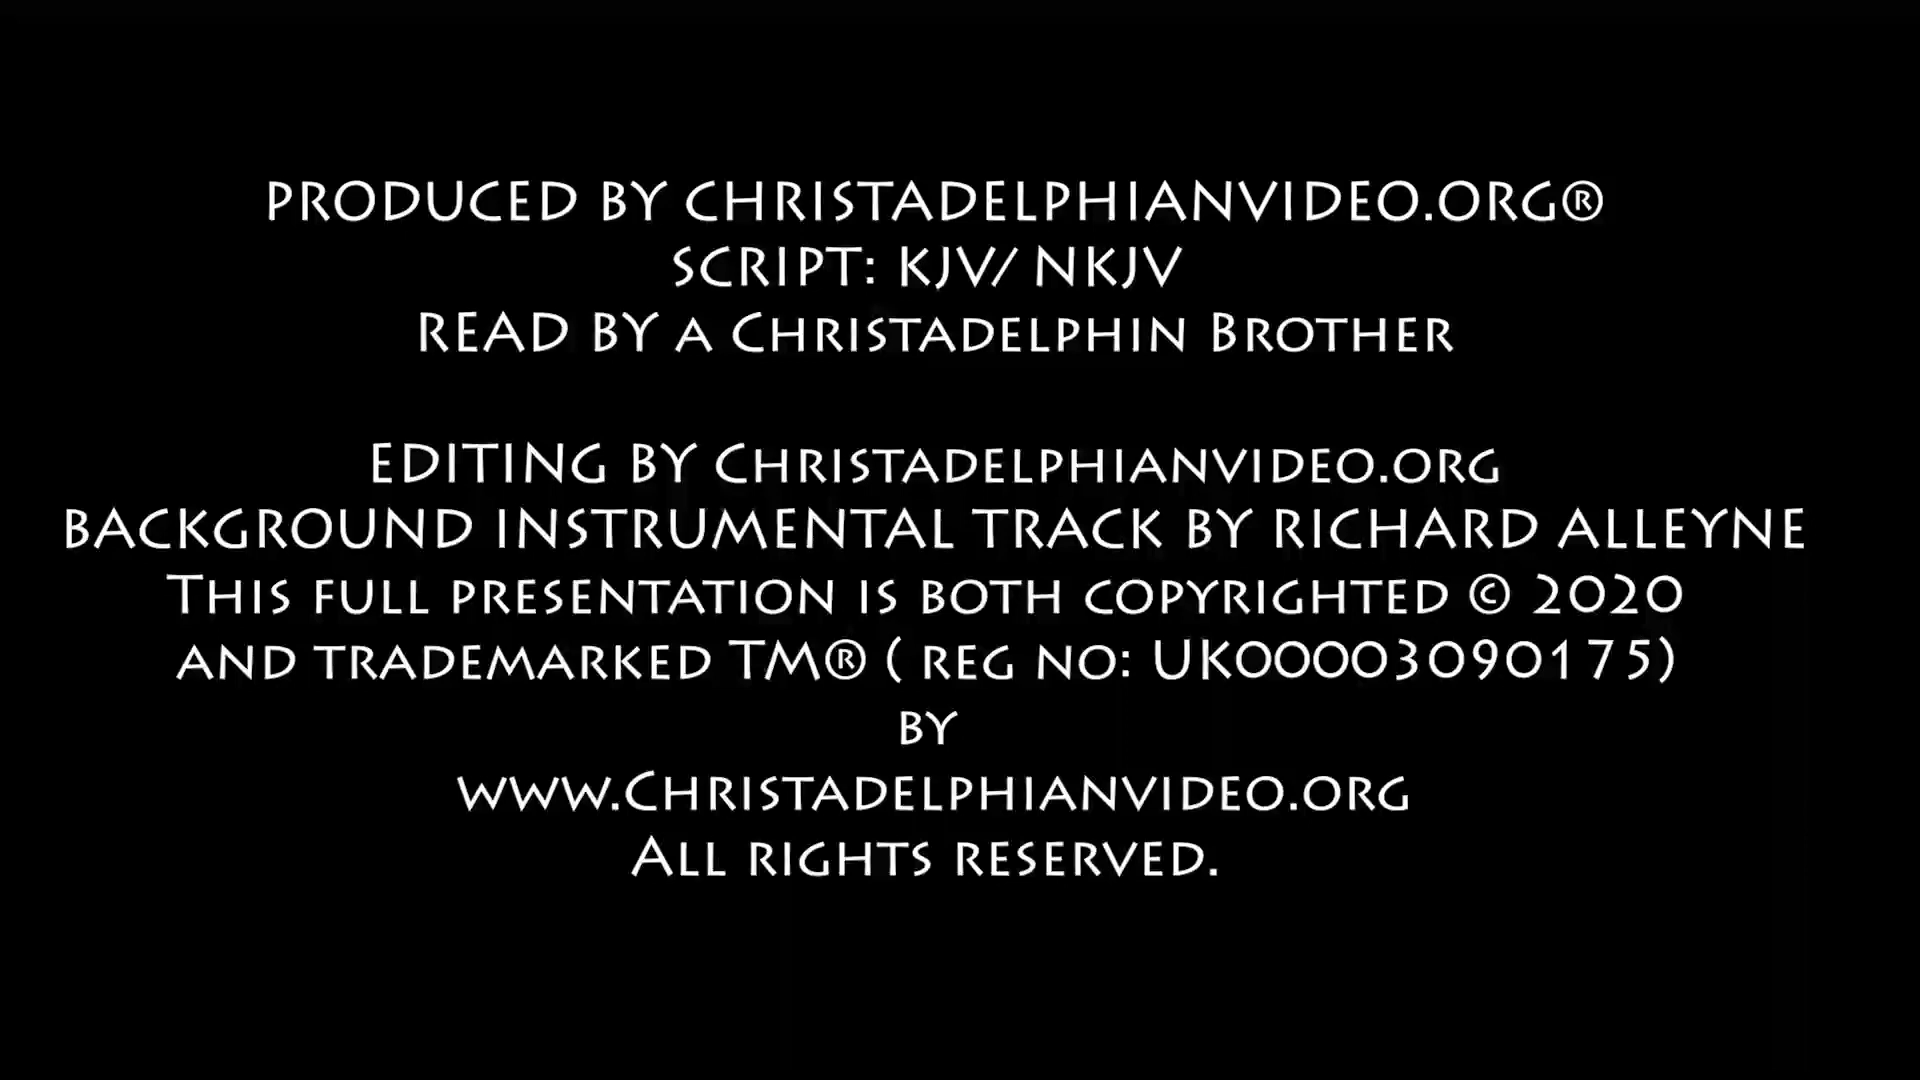 PRODUCED BY CHRISTADELPHIANVIDEO.ORG®
SCRIPT: KJV/ NKJV
READ BY A CHRISTADELPHIN BROTHER
EDITING BY CHRISTADELPHIANVIDEO.ORG
BACKGROUND INSTRUMENTAL TRACK BY RICHARD ALLEYNE
THIS FULL PRESENTATION IS BOTH COPYRIGHTED © 2020
AND TRADEMARKED TM® ( REG NO: UK00003090175)
BY
WWW.CHRISTADELPHIANVIDEO.ORG
ALL RIGHTS RESERVED.